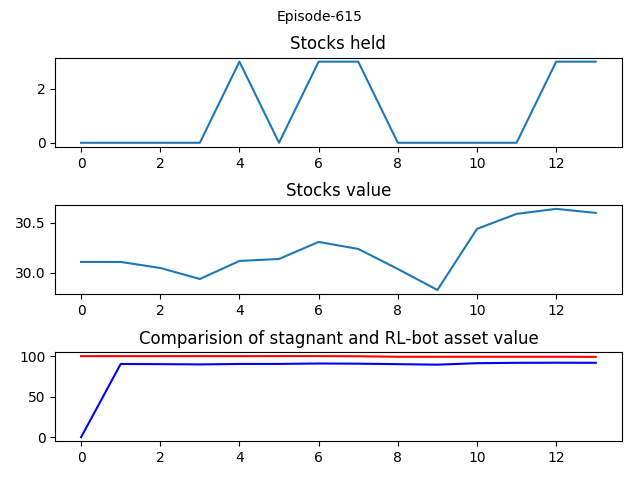 Episode-615
Stocks held
2
0
0 2 4 6 8 10 12
Stocks value
30.5
30.0
0 2 4 6 8 10 12
Comparision of stagnant and RL-bot asset value
100
50
0
0 2 4 6 8 10 12